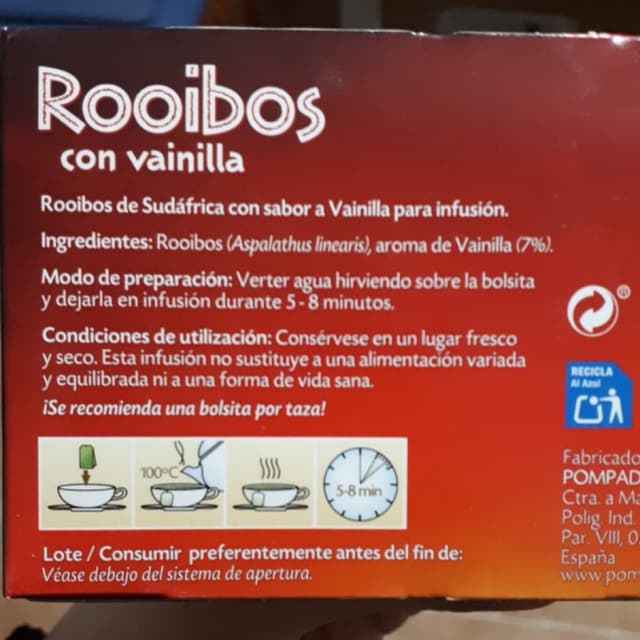 Rooibos
con vainilla
Rooibos de Sudáfrica con sabor a Vainilla para infusión.
Ingredientes: Rooibos (Aspalathus linearis), aroma de Vainilla (7%).
Modo de preparación: Verter agua hirviendo sobre la bolsita
y dejarla en infusión durante 5-8 minutos.
Condiciones de utilización: Consérvese en un lugar fresco
y seco. Esta infusión no sustituye a una alimentación variada
y equilibrada ni a una forma de vida sana.
¡Se recomienda una bolsita por taza!
100°C
5-8 min
Lote / Consumir preferentemente antes del fin de:
Véase debajo del sistema de apertura.
®
RECICLA
Al Azul
Fabricado
POMPAD
Ctra. a Ma
Polig. Ind.
Par. VIII, 0
España
www.pom